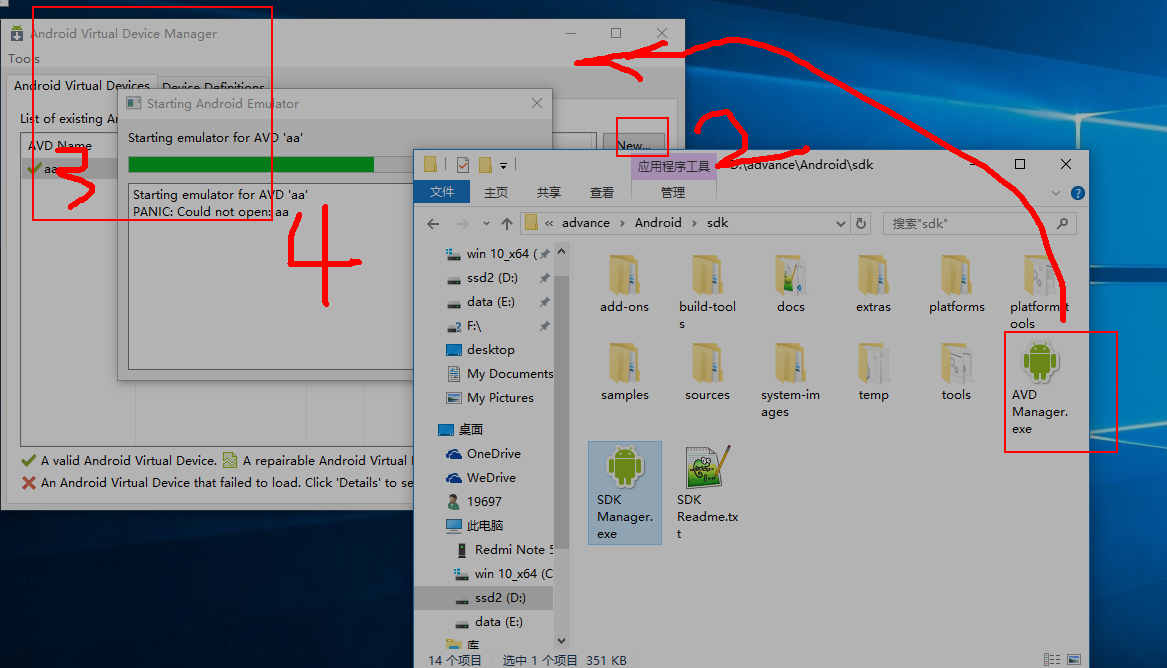 Android Virtual Device Manager
Tools
Android Virtual Devices
Device Definitions
List of existing An
AVD Name
aa
New...
Starting Android Emulator
Starting emulator for AVD 'aa'
Starting emulator for AVD 'aa'
PANIC: Could not open: aa
A valid Android Virtual Device.
A repairable Android Virtual
An Android Virtual Device that failed to load. Click 'Details' to se
3
4
2
应用程序工具
D:\advance\Android\sdk
文件
主页
共享
查看
管理
« advance › Android › sdk
搜索"sdk"
win 10_x64 (
ssd2 (D:)
data (E:)
F:\
desktop
My Documents
My Pictures
桌面
OneDrive
WeDrive
19697
此电脑
Redmi Note 5
win 10_x64 (C
ssd2 (D:)
data (E:)
库
add-ons
build-tool
s
docs
extras
platforms
platform-t
ools
samples
sources
system-im
ages
temp
tools
AVD
Manager.
exe
SDK
Manager.
exe
SDK
Readme.tx
t
14 个项目
选中 1 个项目 351 KB